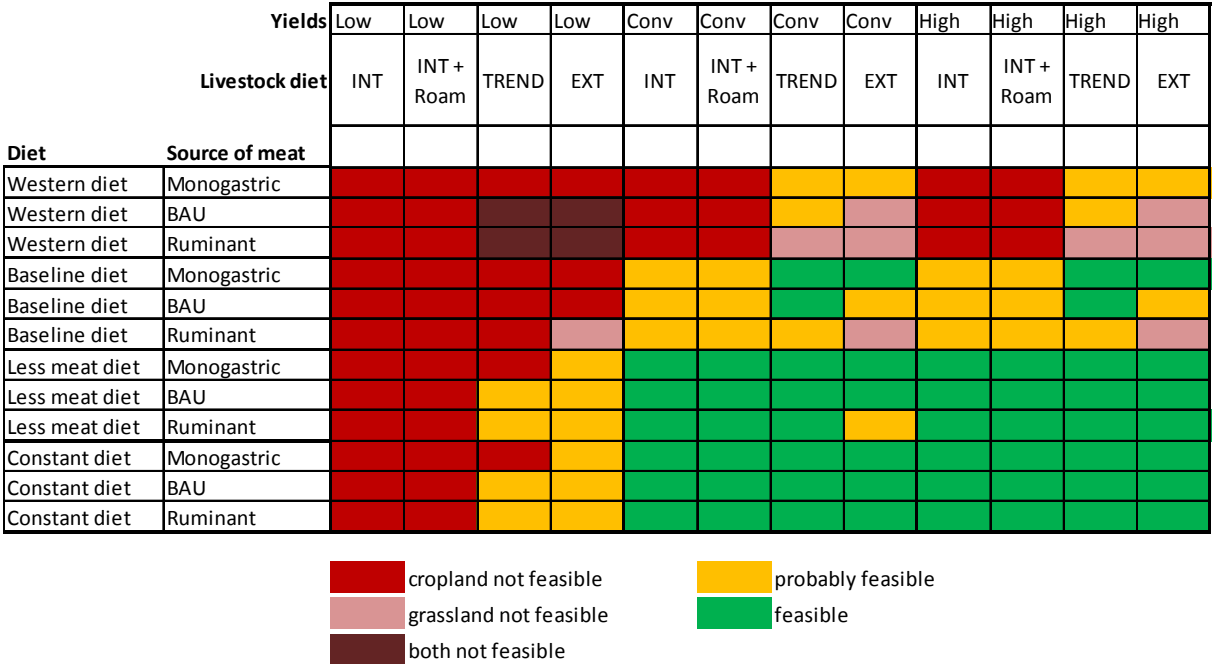 Yields Low Low Low Low Conv Conv Conv Conv High High High High
Livestock diet INT INT + Roam TREND EXT INT INT + Roam TREND EXT INT INT + Roam TREND EXT
Diet Source of meat
Western diet Monogastric
Western diet BAU
Western diet Ruminant
Baseline diet Monogastric
Baseline diet BAU
Baseline diet Ruminant
Less meat diet Monogastric
Less meat diet BAU
Less meat diet Ruminant
Constant diet Monogastric
Constant diet BAU
Constant diet Ruminant
cropland not feasible probably feasible
grassland not feasible feasible
both not feasible